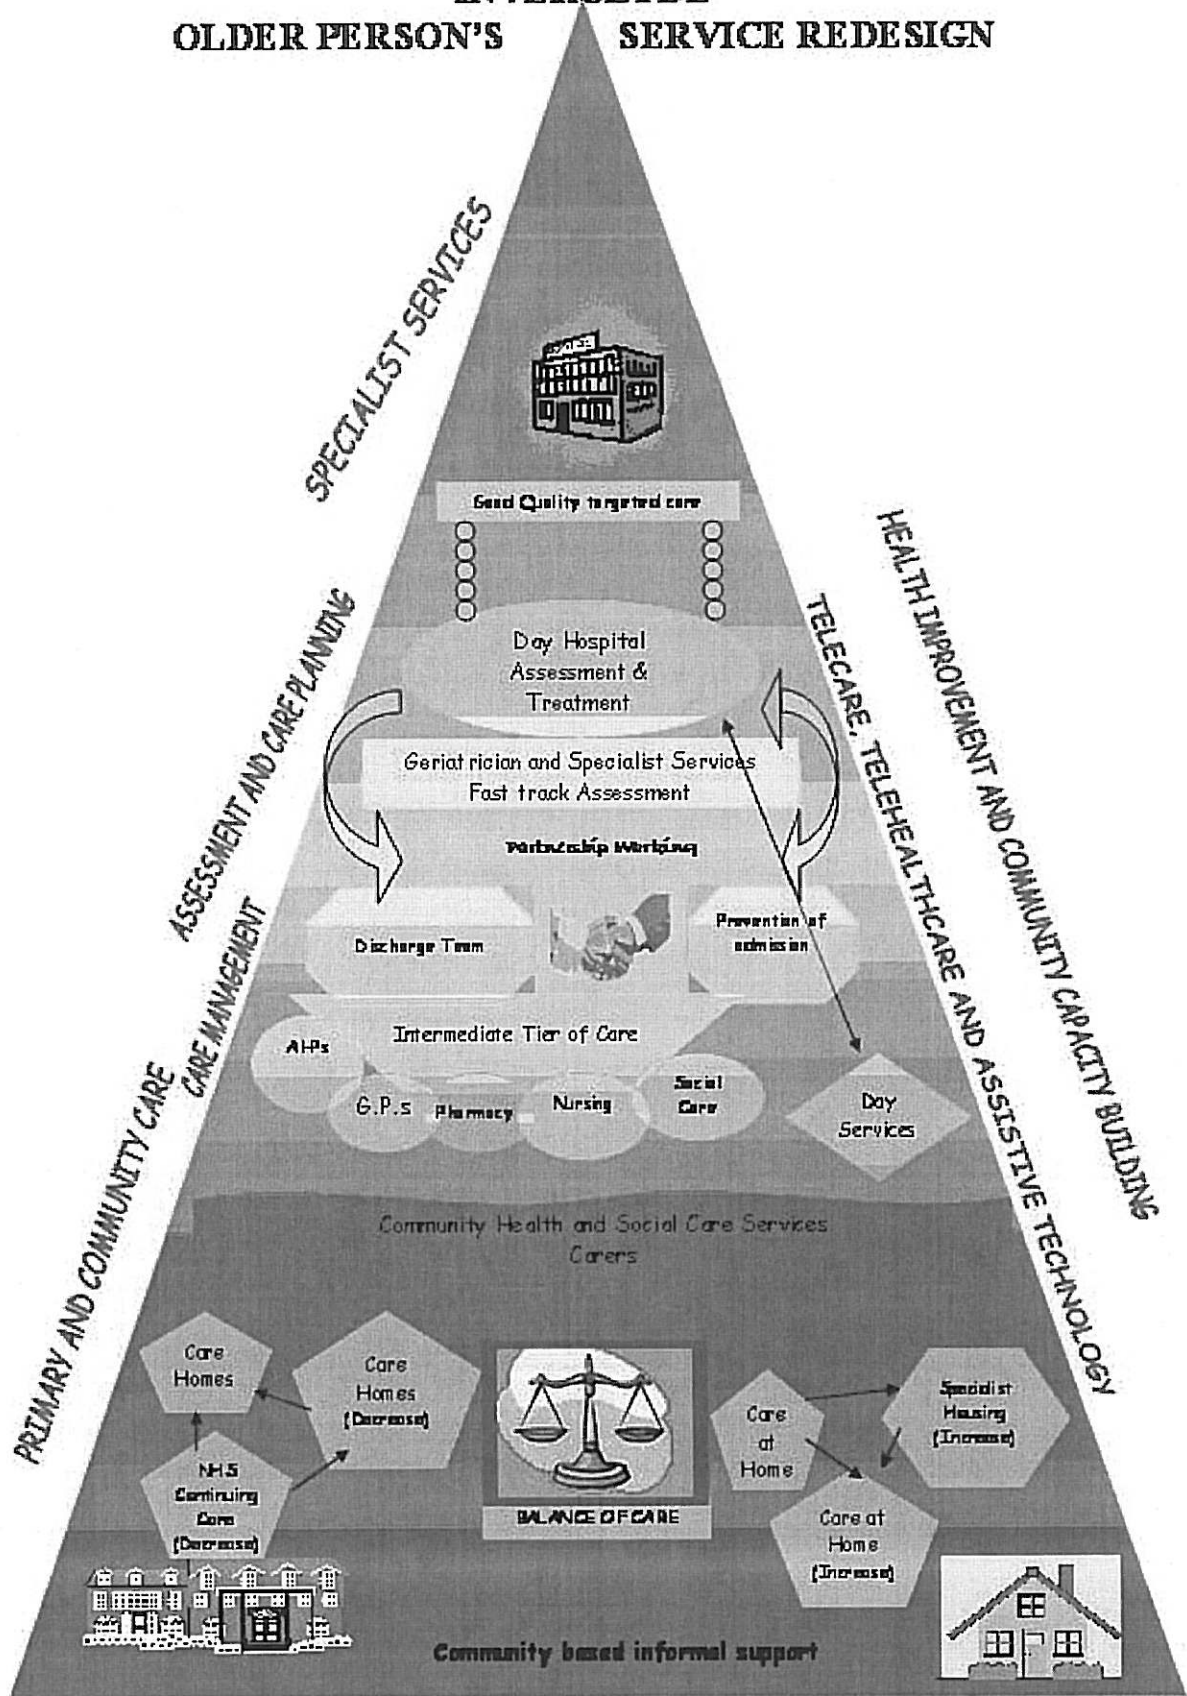 OLDER PERSON'S SERVICE REDESIGN
SPECIALIST SERVICES
Good Quality targeted care
Day Hospital
Assessment &
Treatment
ASSESSMENT AND CARE PLANNING
Geriatrician and Specialist Services
Fast track Assessment
Partnership Working
HEALTH IMPROVEMENT AND COMMUNITY CAPACITY BUILDING
TELECARE, TELEHEALTHCARE AND ASSISTIVE TECHNOLOGY
Discharge Team
Prevention of
admission
CARE MANAGEMENT
Intermediate Tier of Care
AHPs
G.P.s
Pharmacy
Nursing
Social
Care
Day
Services
PRIMARY AND COMMUNITY CARE
Community Health and Social Care Services
Carers
Care
Homes
Care
Homes
(Decrease)
NHS
Continuing
Care
(Decrease)
BALANCE OF CARE
Care
at
Home
Specialist
Housing
(Increase)
Care at
Home
(Increase)
Community based informal support